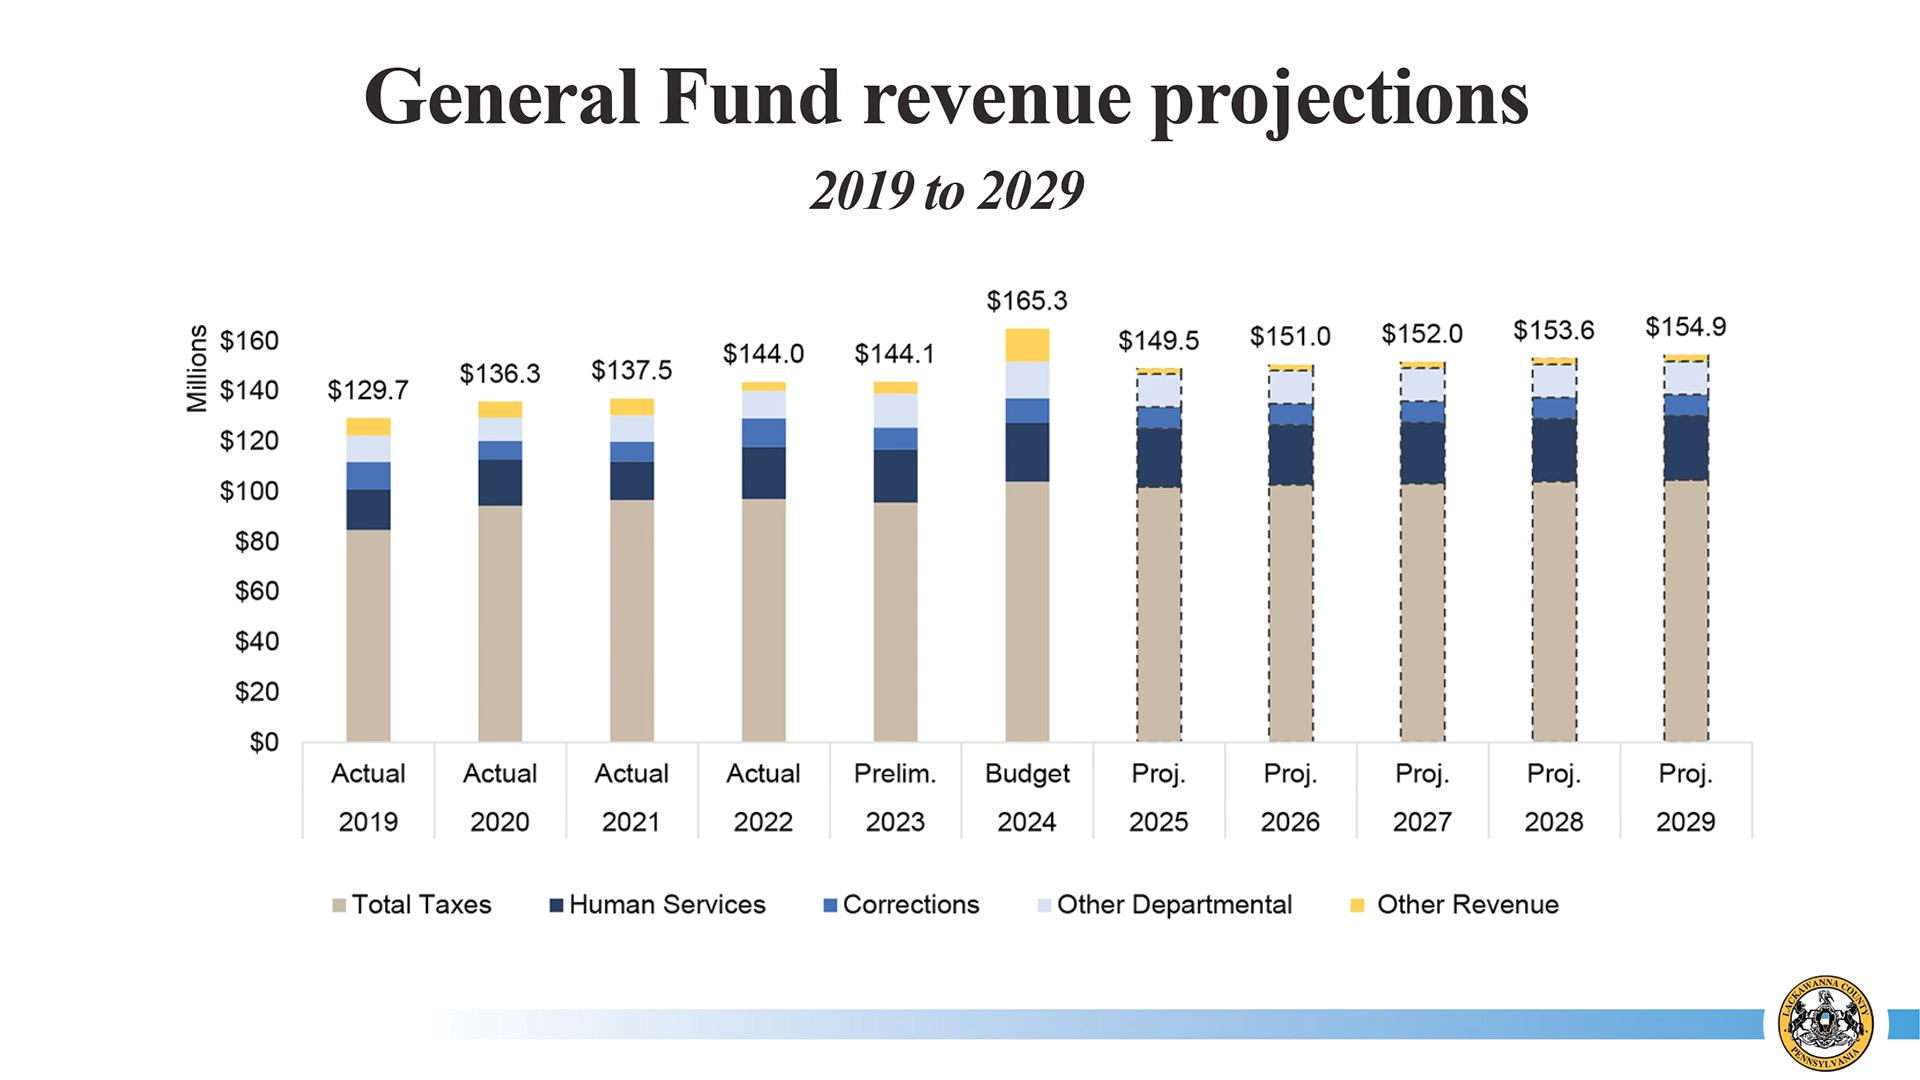 General Fund revenue projections
2019 to 2029
Millions
$160
$140
$120
$100
$80
$60
$40
$20
$0
$129.7
$136.3
$137.5
$144.0
$144.1
$165.3
$149.5
$151.0
$152.0
$153.6
$154.9
Actual Actual Actual Actual Prelim. Budget Proj. Proj. Proj. Proj. Proj.
2019 2020 2021 2022 2023 2024 2025 2026 2027 2028 2029
Total Taxes Human Services Corrections Other Departmental Other Revenue
LACKAWANNA COUNTY
PENNSYLVANIA